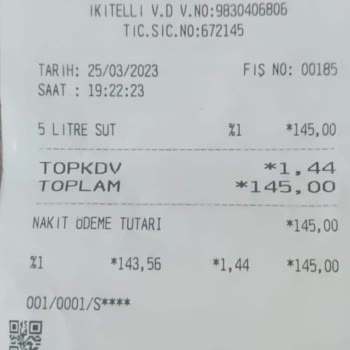 IKITELLI V.D V.NO:9830406806
TIC.SIC.NO:672145
TARIH: 25/03/2023 FIŞ NO: 00185
SAAT : 19:22:23
5 LITRE SUT %1 *145,00
TOPKDV *1,44
TOPLAM *145,00
NAKIT ÖDEME TUTARI *145,00
%1 *143,56 *1,44 *145,00
001/0001/S****